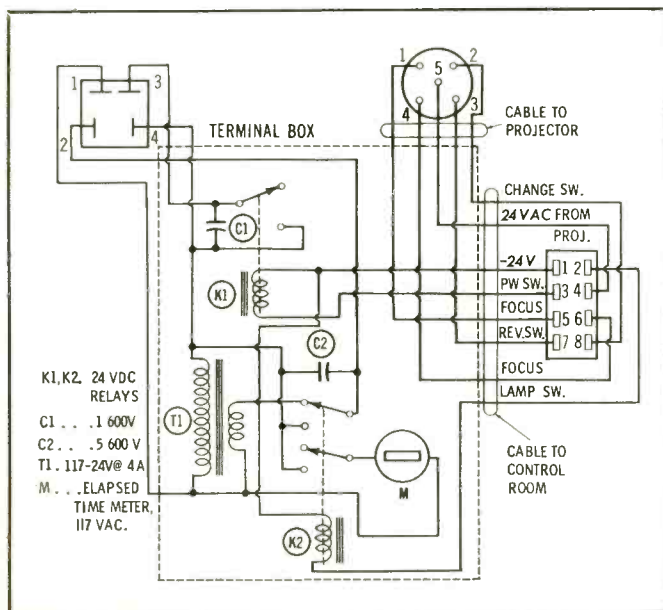 1
3
2
4
TERMINAL BOX
1
2
5
4
3
CABLE TO
PROJECTOR
C1
K1
C2
T1
K2
M
CHANGE SW.
24 VAC FROM
PROJ.
-24V
PW SW.
FOCUS
REV. SW.
FOCUS
LAMP SW.
1 2
3 4
5 6
7 8
CABLE TO
CONTROL
ROOM
K1, K2. 24 VDC
RELAYS
C1 . . . .1 600V
C2 . . . .5 600 V
T1. 117-24V@ 4 A
M . . . ELAPSED
TIME METER,
117 VAC.